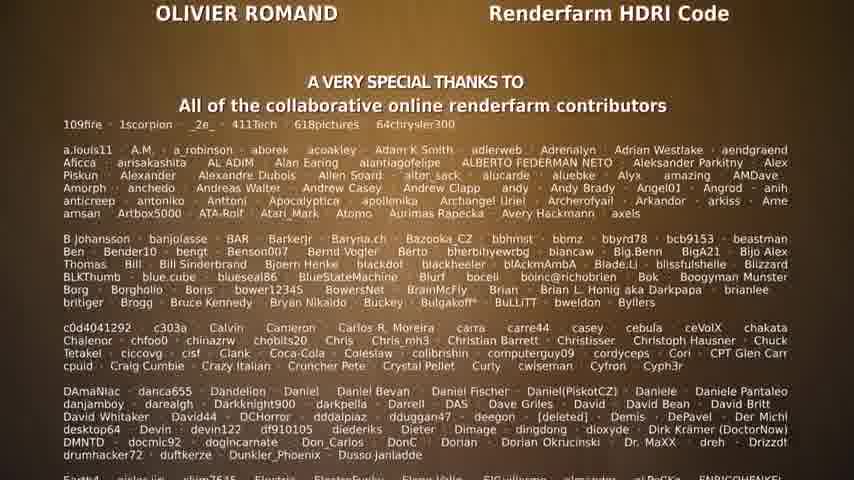 OLIVIER ROMAND Renderfarm HDRI Code
A VERY SPECIAL THANKS TO
All of the collaborative online renderfarm contributors
109fire · 1scorpion · _2e_ · 411Tech · 618pictures · 64chrysler300
a.louis11 · A.M. · a_robinson · aborek · acoakley · Adam K Smith · adlerweb · Adrenalyn · Adrian Westlake · aendgraend
Aficca · airisakashita · AL ADIM · Alan Earing · alantiagofelipe · ALBERTO FEDERMAN NETO · Aleksander Parkitny · Alex
Piskun · Alexander · Alexandre Dubois · Allen Soard · altor_sack · alucarde · aluebke · Alyx · amazing · AMDave ·
Amorph · anchedo · Andreas Walter · Andrew Casey · Andrew Clapp · andy · Andy Brady · Angel01 · Angrod · anih
anticreep · antoniko · Anttoni · Apocalyptica · apollemika · Archangel Uriel · Archerofyail · Arkandor · arkiss · Ame
amsan · Artbox5000 · ATA-Rolf · Atari_Mark · Atomo · Aurimas Rapecka · Avery Hackmann · axels
B Johansson · banjolasse · BAR · BarkerJr · Baryna.ch · Bazooka_CZ · bbhmst · bbmz · bbyrd78 · bcb9153 · beastman
Ben · Bender10 · bengt · Benson007 · Bernd Vogler · Berto · bherbihyewrbg · biancaw · Big.Benn · BigA21 · Bijo Alex
Thomas · Bill · Bill Sinderbrand · Bjoern Henke · blackdof · blackheeler · blAckmAmbA · Blade.Li · blissfulshelle · Blizzard
BLKThumb · blue.cube · blueseal86 · BlueStateMachine · Blurf · bocell · boinc@richobrien · Bok · Boogyman Munster
Borg · Borgholio · Boris · bower12345 · BowersNet · BrainMcFly · Brian · Brian L. Honig aka Darkpapa · brianlee ·
britiger · Brogg · Bruce Kennedy · Bryan Nikaido · Buckey · Bulgakoff° · BuLLiTT · bweldon · Byllers
c0d4041292 · c303a · Calvin · Cameron · Carlos R. Moreira · carra · carre44 · casey · cebula · ceVoIX · chakata
Chalenor · chfoo0 · chinazrw · chobits20 · Chris · Chris_mh3 · Christian Barrett · Christisser · Christoph Hausner · Chuck
Tetakel · ciccovg · cisf · Clank · Coca-Cola · Coleslaw · colibrishin · computerguy09 · cordyceps · Cori · CPT Glen Carr
cpuid · Craig Cumbie · Crazy Italian · Cruncher Pete · Crystal Pellet · Curly · cwiseman · Cyfron · Cyph3r
DAmaNIac · danca655 · Dandelion · Daniel · Daniel Bevan · Daniel Fischer · Daniel(PiskotCZ) · Daniele · Daniele Pantaleo
danjamboy · darealgh · Darknight900 · darkpella · Darrell · DAS · Dave Griles · David · David Bean · David Britt ·
David Whitaker · David44 · DCHorror · dddalpiaz · dduggan47 · deegon · [deleted] · Demis · DePavel · Der Michl
desktop64 · Devin · devin122 · df910105 · diederiks · Dieter · Dimage · dingdong · dioxyde · Dirk Krämer (DoctorNow)
DMNTD · docmic92 · dogincarnate · Don_Carlos · DonC · Dorian · Dorian Okrucinski · Dr. MaXX · dreh · Drizzdt
drumhacker72 · duftkerze · Dunkler_Phoenix · Dusso Janladde